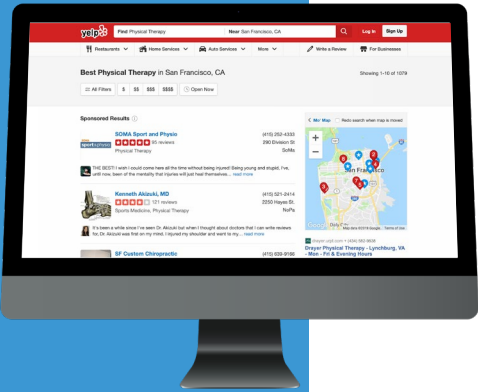 yelp
Find Physical Therapy
Near San Francisco, CA
Log In
Sign Up
Restaurants
Home Services
Auto Services
More
Write a Review
For Businesses
Best Physical Therapy in San Francisco, CA
Showing 1-10 of 1079
All Filters
$
$$
$$$
$$$$
Open Now
Sponsored Results
SOMA Sport and Physio
85 reviews
Physical Therapy
(415) 252-4333
290 Division St
SoMa
THE BEST! I wish I could come here all the time without being injured! Being young and stupid, I've,
until now, been of the mentality that injuries will just heal themselves... read more
Kenneth Akizuki, MD
121 reviews
Sports Medicine, Physical Therapy
(415) 521-2414
2250 Hayes St.
NoPa
It's been a while since I've seen Dr. Akizuki but when I thought about doctors that I can write reviews
for, Dr. Akizuki was first on my mind. I injured my shoulder and went to my... read more
SF Custom Chiropractic
Mo' Map
Redo search when map is moved
+
−
San Francisco
Google
Daly City
Terms of Use
Drayer Physical Therapy - Lynchburg, VA
- Mon - Fri & Evening Hours